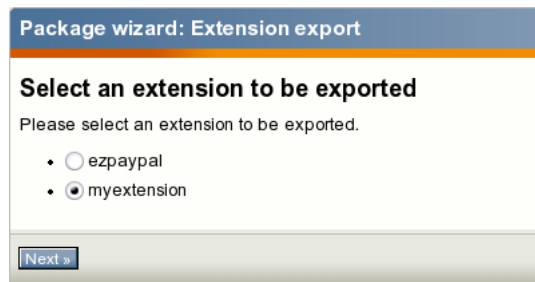 Package wizard: Extension export
Select an extension to be exported
Please select an extension to be exported.
ezpaypal
myextension
Next »